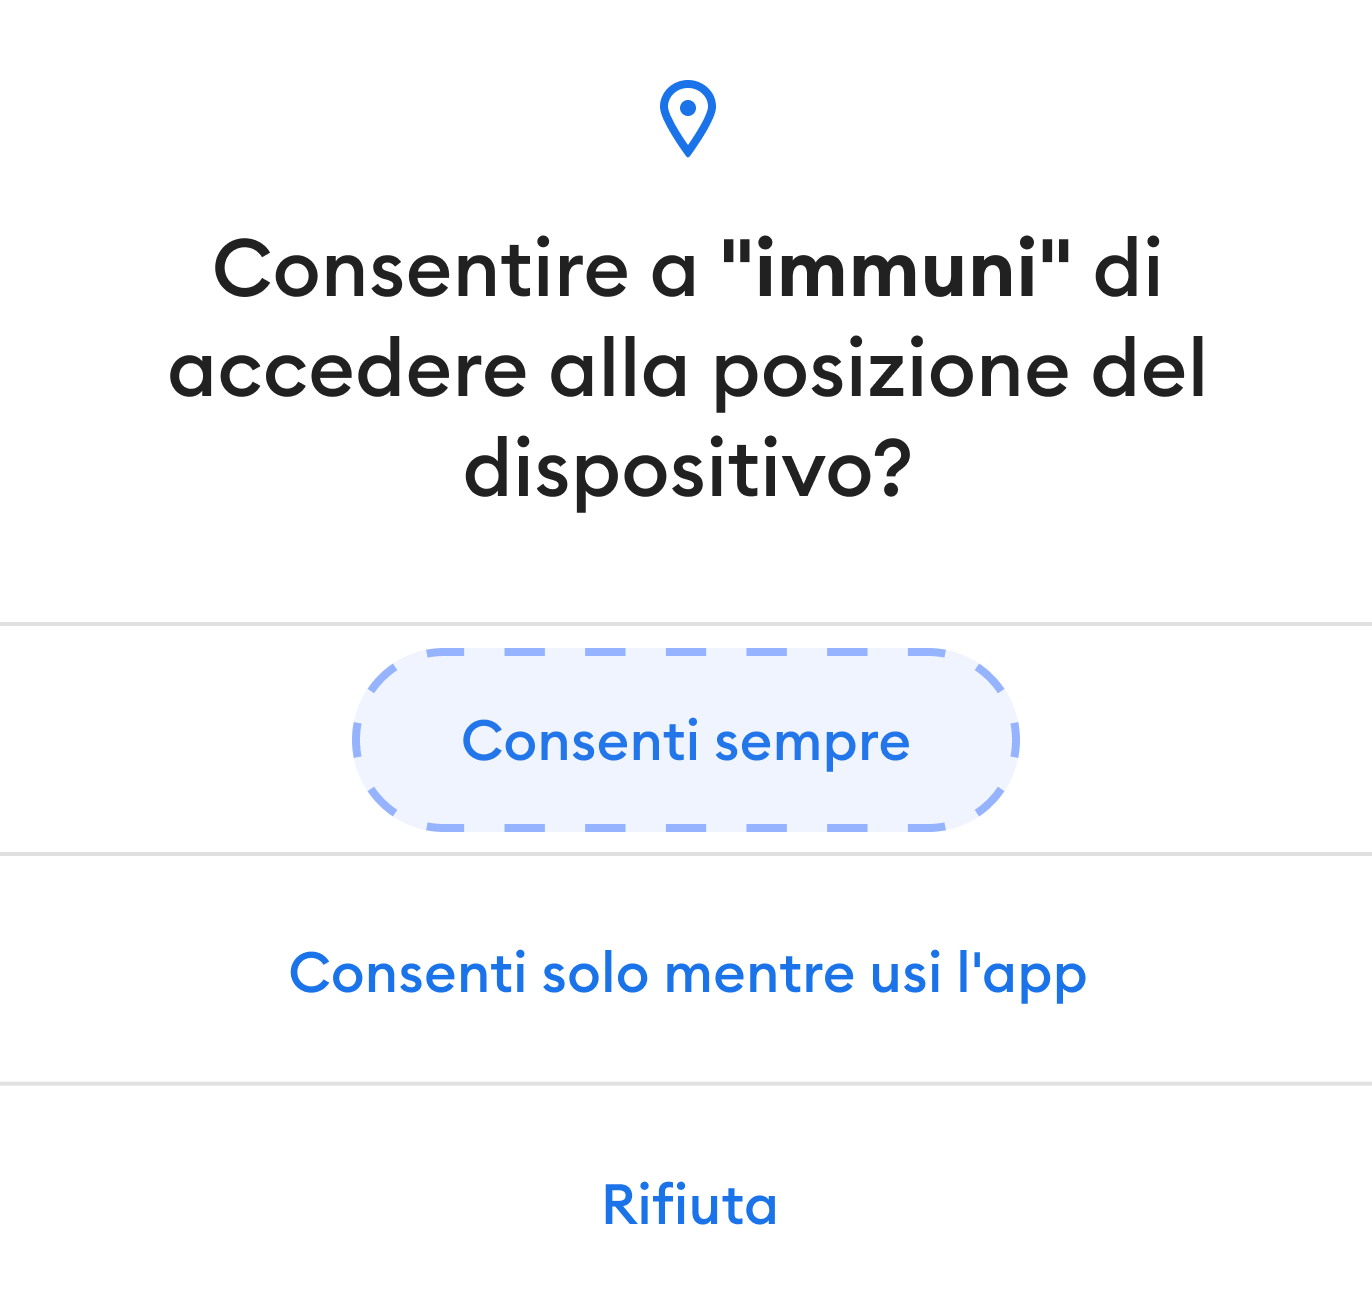 Consentire a "immuni" di
accedere alla posizione del
dispositivo?
Consenti sempre
Consenti solo mentre usi l'app
Rifiuta